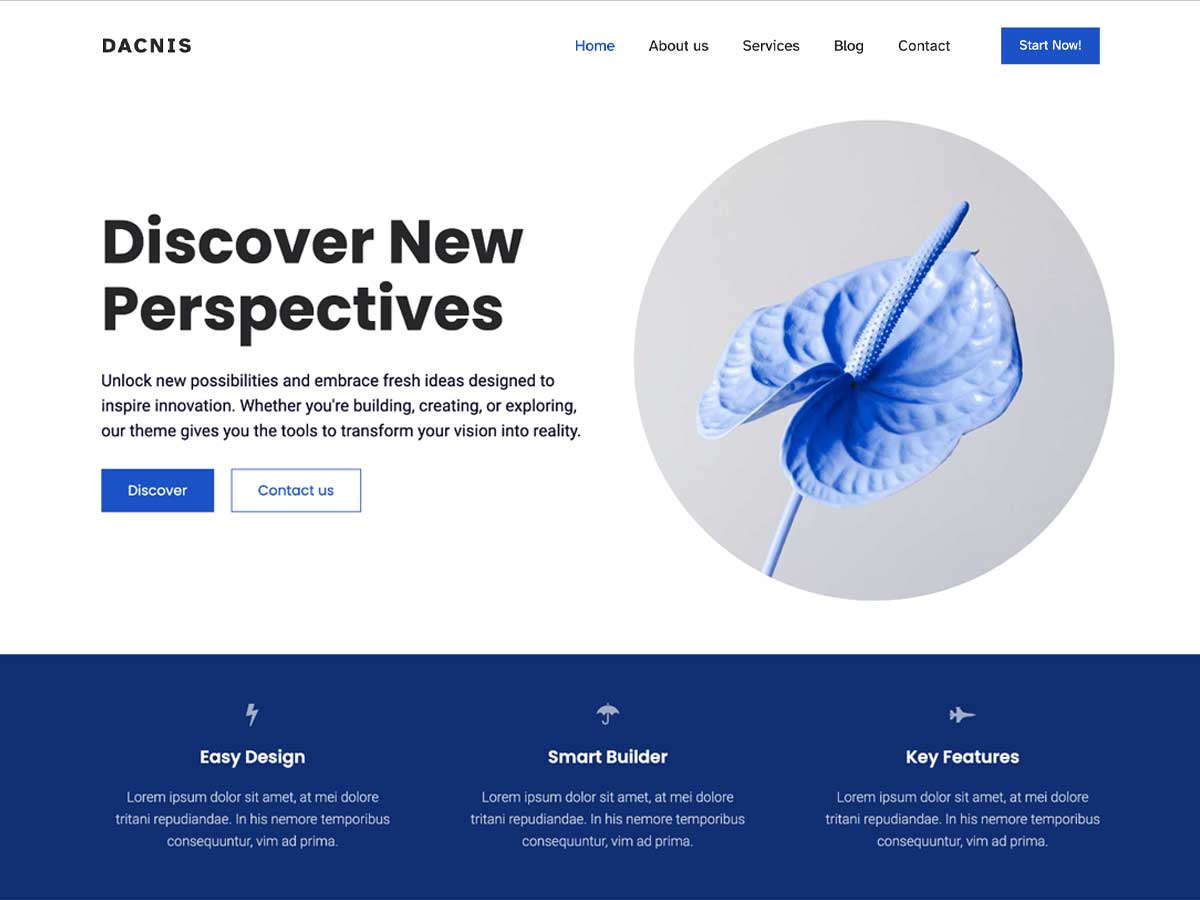 DACNIS
Home
About us
Services
Blog
Contact
Start Now!
Discover New
Perspectives
Unlock new possibilities and embrace fresh ideas designed to
inspire innovation. Whether you're building, creating, or exploring,
our theme gives you the tools to transform your vision into reality.
Discover
Contact us
Easy Design
Lorem ipsum dolor sit amet, at mei dolore
tritani repudiandae. In his nemore temporibus
consequuntur, vim ad prima.
Smart Builder
Lorem ipsum dolor sit amet, at mei dolore
tritani repudiandae. In his nemore temporibus
consequuntur, vim ad prima.
Key Features
Lorem ipsum dolor sit amet, at mei dolore
tritani repudiandae. In his nemore temporibus
consequuntur, vim ad prima.